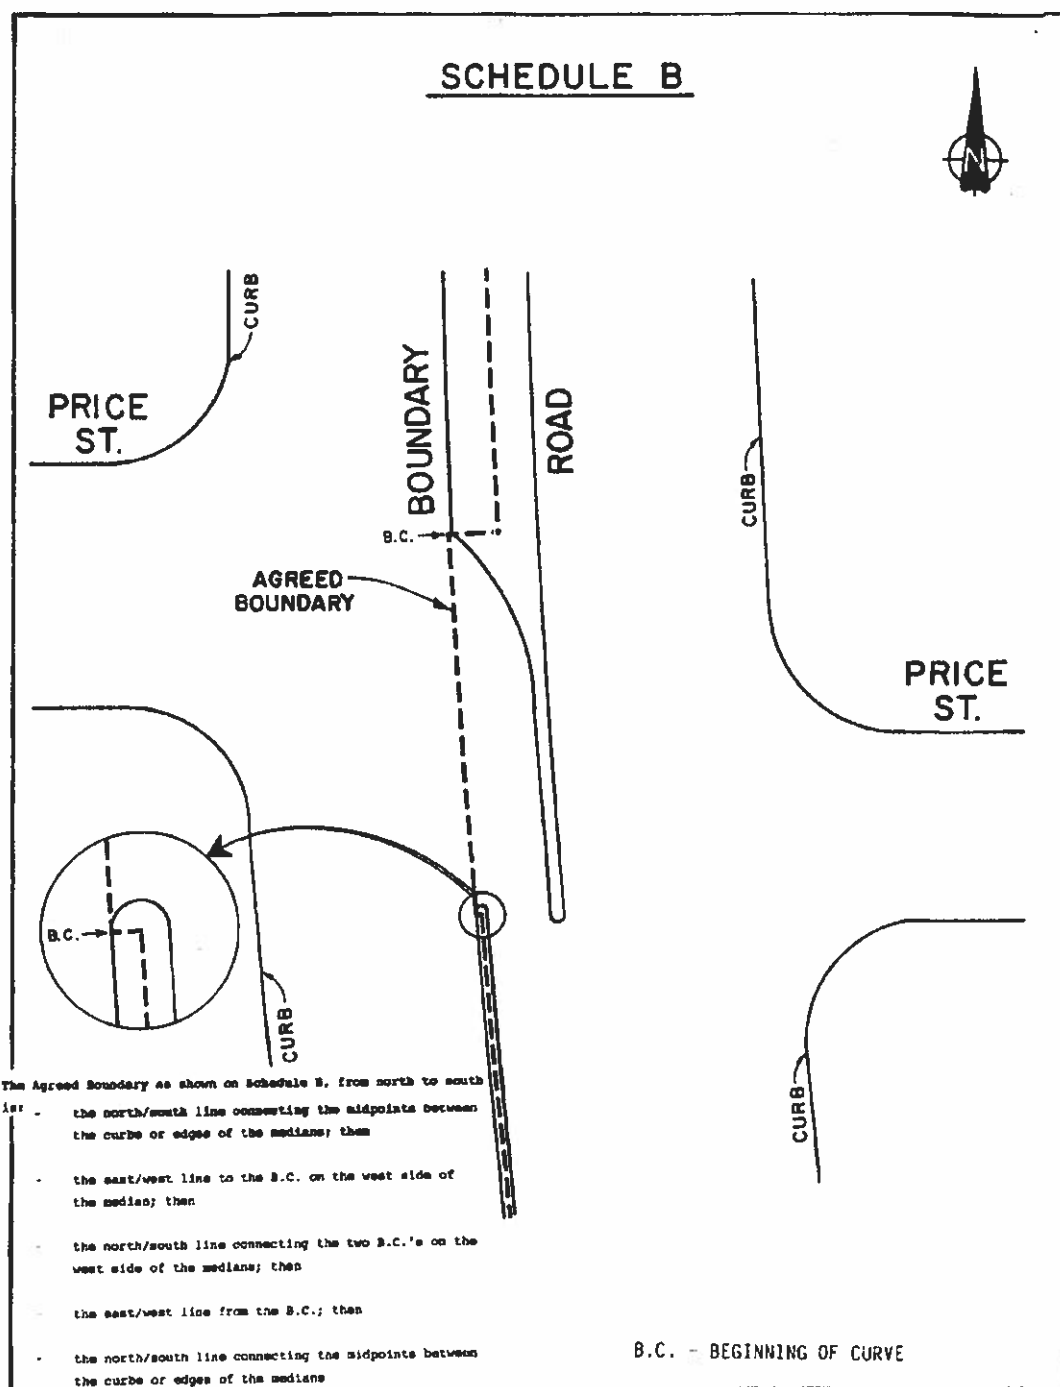 SCHEDULE B
N
CURB
PRICE
ST.
BOUNDARY
ROAD
CURB
B.C.
AGREED
BOUNDARY
PRICE
ST.
B.C.
CURB
CURB
The Agreed Boundary as shown on Schedule B, from north to south
is:
- the north/south line connecting the midpoints between
the curbs or edges of the medians; then
- the east/west line to the B.C. on the west side of
the median; then
- the north/south line connecting the two B.C.'s on the
west side of the medians; then
- the east/west line from the B.C.; then
- the north/south line connecting the midpoints between
the curbs or edges of the medians
B.C. - BEGINNING OF CURVE